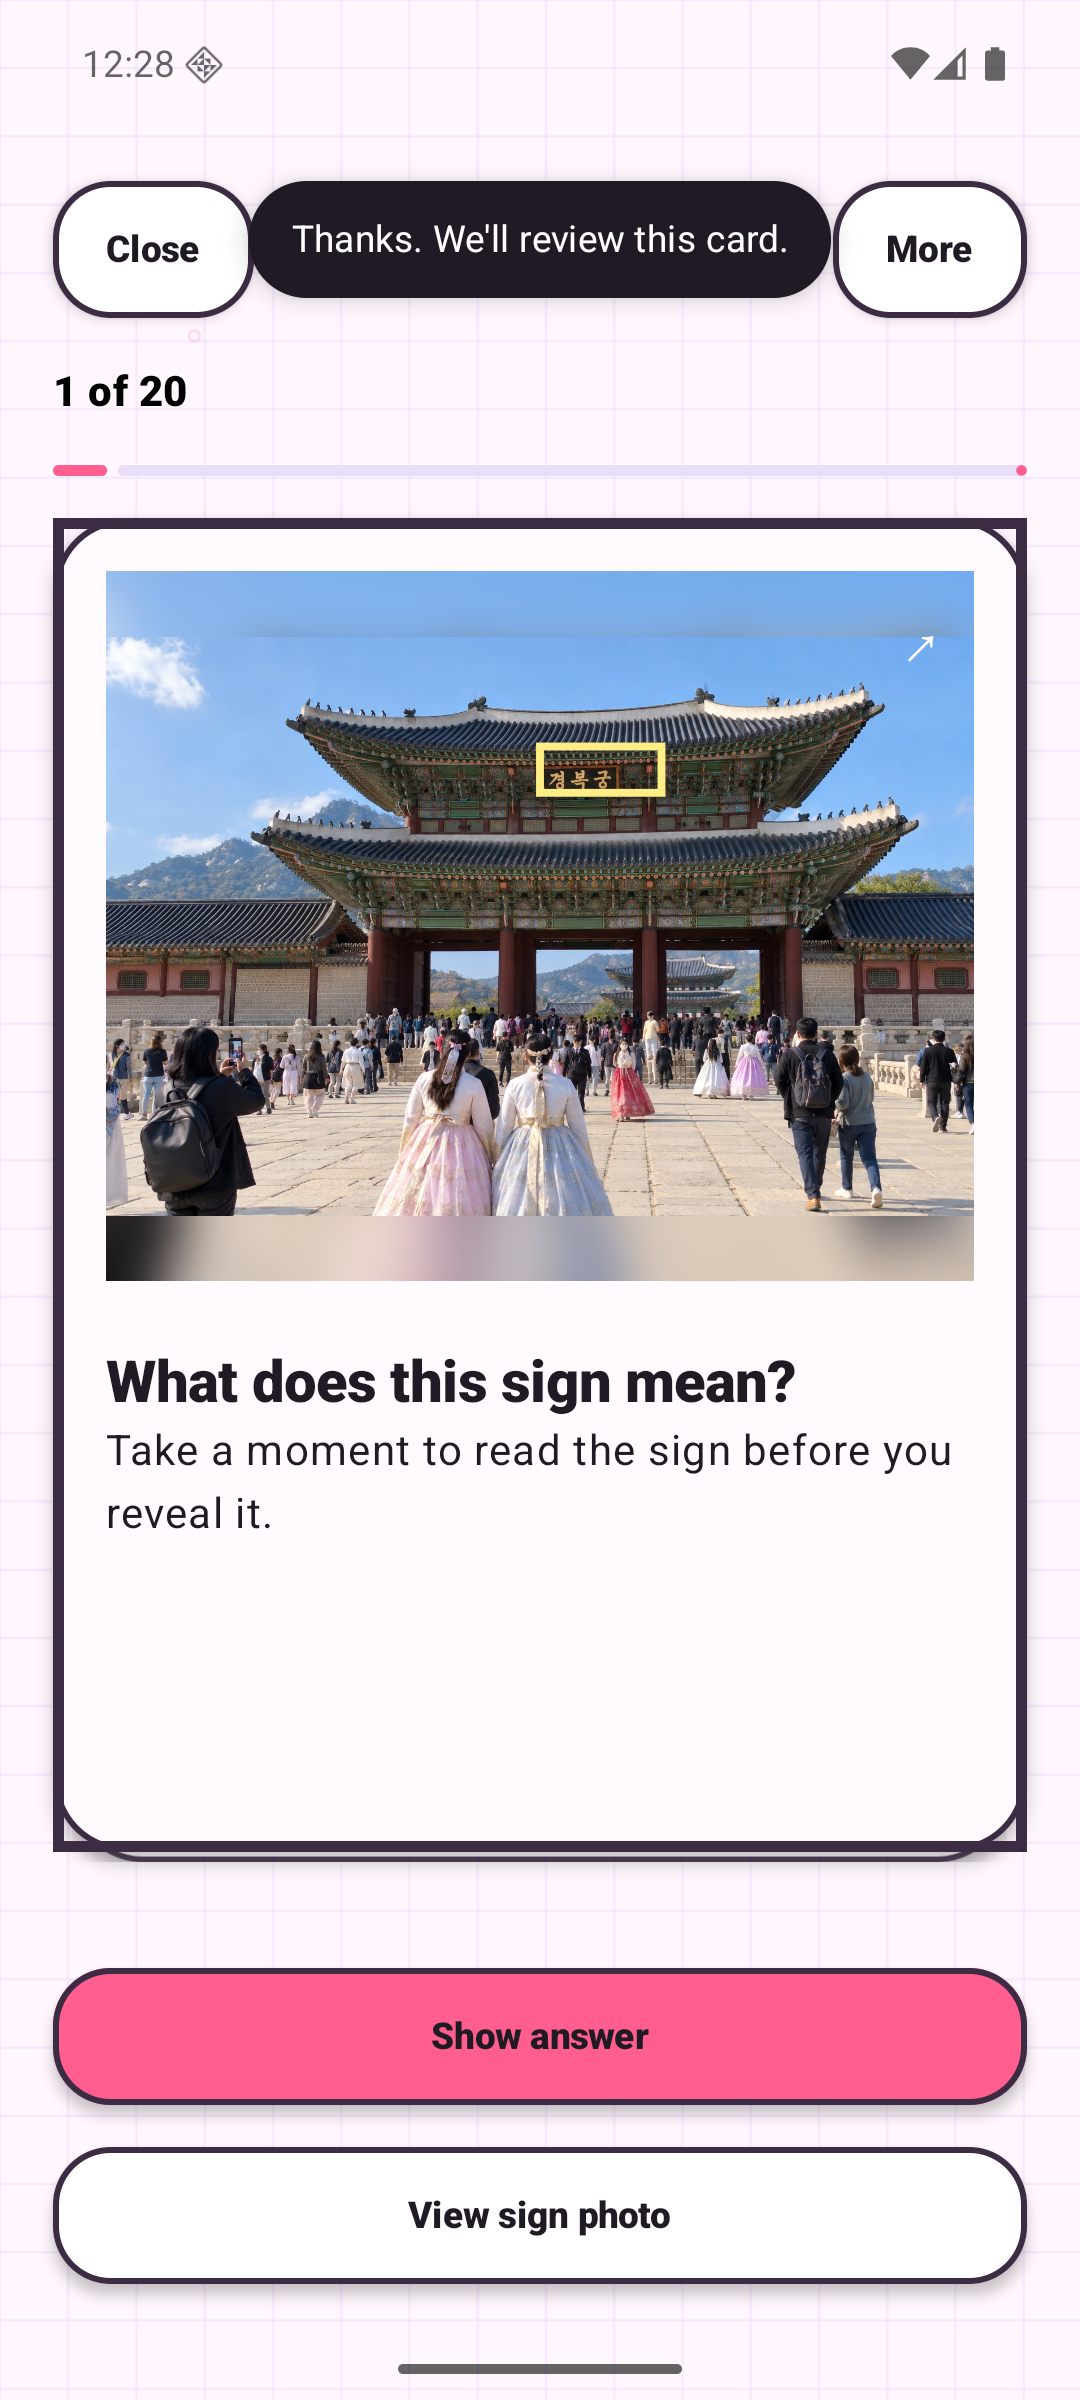 12:28
Close
Thanks. We'll review this card.
More
1 of 20
경복궁
What does this sign mean?
Take a moment to read the sign before you
reveal it.
Show answer
View sign photo